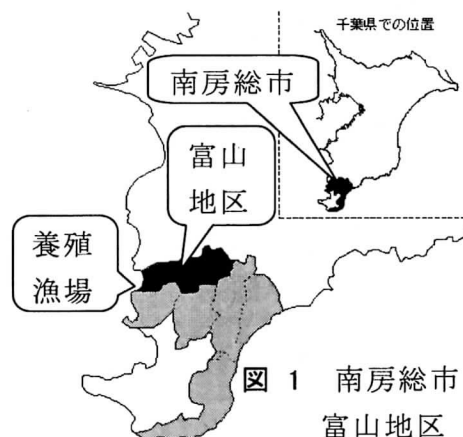 千葉県での位置
南房総市
富山
地区
養殖
漁場
図 1 南房総市
富山地区